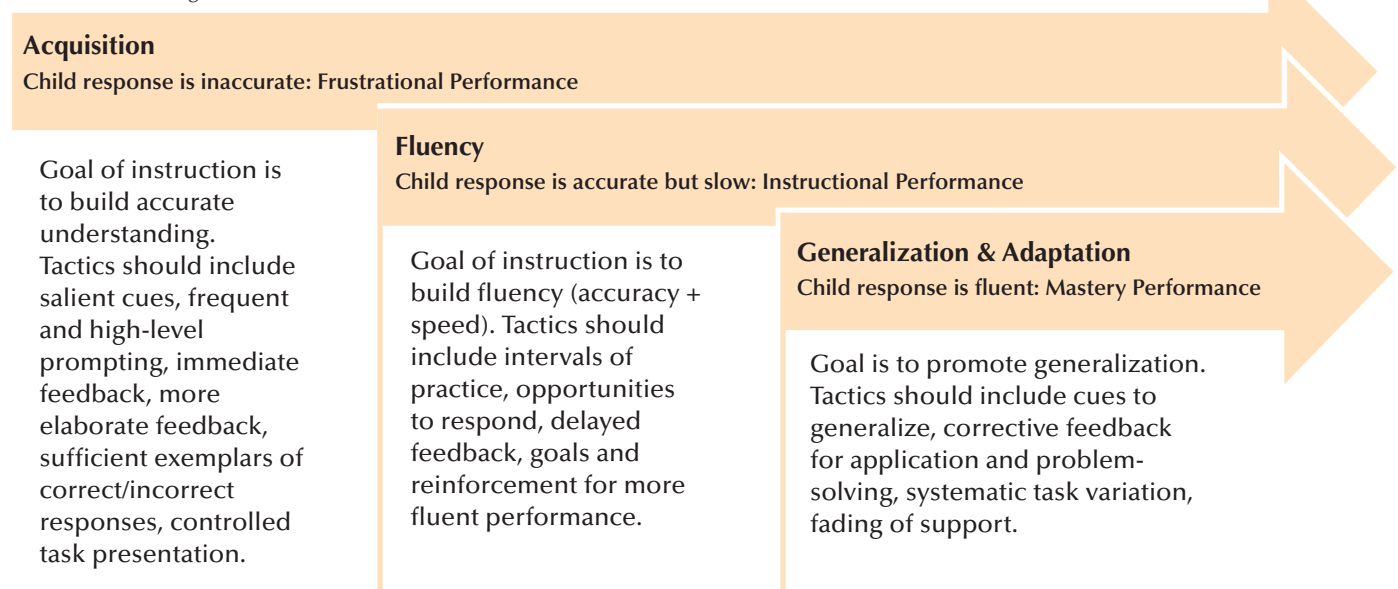 Acquisition
Child response is inaccurate: Frustrational Performance
Goal of instruction is
to build accurate
understanding.
Tactics should include
salient cues, frequent
and high-level
prompting, immediate
feedback, more
elaborate feedback,
sufficient exemplars of
correct/incorrect
responses, controlled
task presentation.
Fluency
Child response is accurate but slow: Instructional Performance
Goal of instruction is to
build fluency (accuracy +
speed). Tactics should
include intervals of
practice, opportunities
to respond, delayed
feedback, goals and
reinforcement for more
fluent performance.
Generalization & Adaptation
Child response is fluent: Mastery Performance
Goal is to promote generalization.
Tactics should include cues to
generalize, corrective feedback
for application and problem-
solving, systematic task variation,
fading of support.